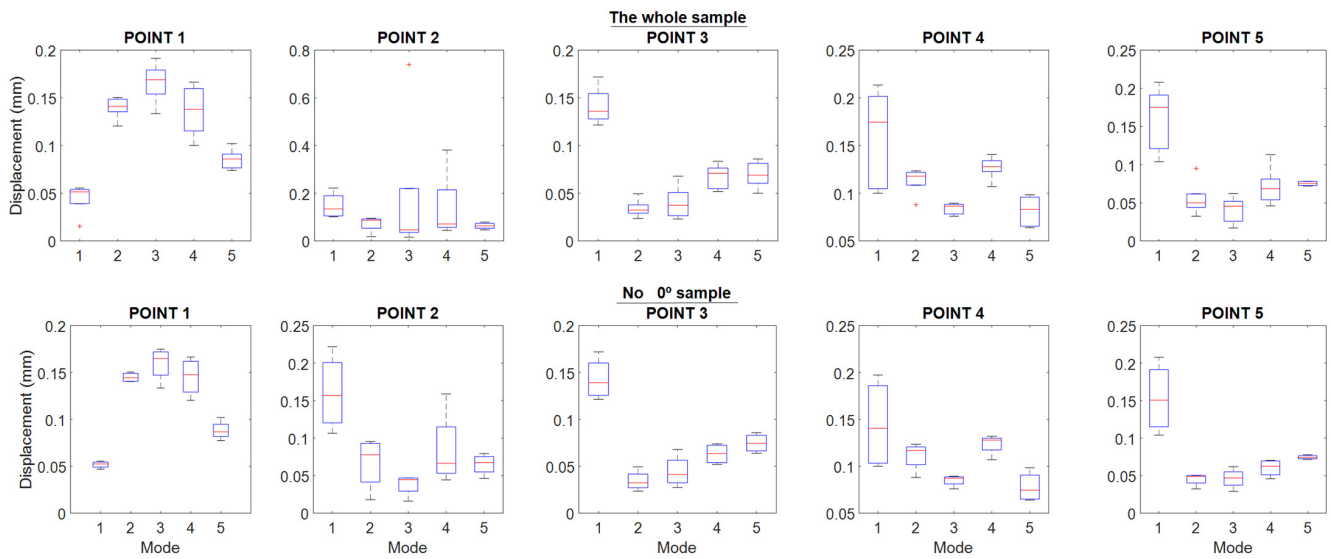 The whole sample
POINT 1 POINT 2 POINT 3 POINT 4 POINT 5
Displacement (mm)
0.2 0.15 0.1 0.05 0
0.8 0.6 0.4 0.2 0
0.2 0.15 0.1 0.05 0
0.25 0.2 0.15 0.1 0.05
0.25 0.2 0.15 0.1 0.05 0
1 2 3 4 5 1 2 3 4 5 1 2 3 4 5 1 2 3 4 5 1 2 3 4 5
No 0º sample
POINT 1 POINT 2 POINT 3 POINT 4 POINT 5
Displacement (mm)
0.2 0.15 0.1 0.05 0
0.25 0.2 0.15 0.1 0.05 0
0.2 0.15 0.1 0.05 0
0.25 0.2 0.15 0.1 0.05
0.25 0.2 0.15 0.1 0.05 0
1 2 3 4 5 1 2 3 4 5 1 2 3 4 5 1 2 3 4 5 1 2 3 4 5
Mode Mode Mode Mode Mode